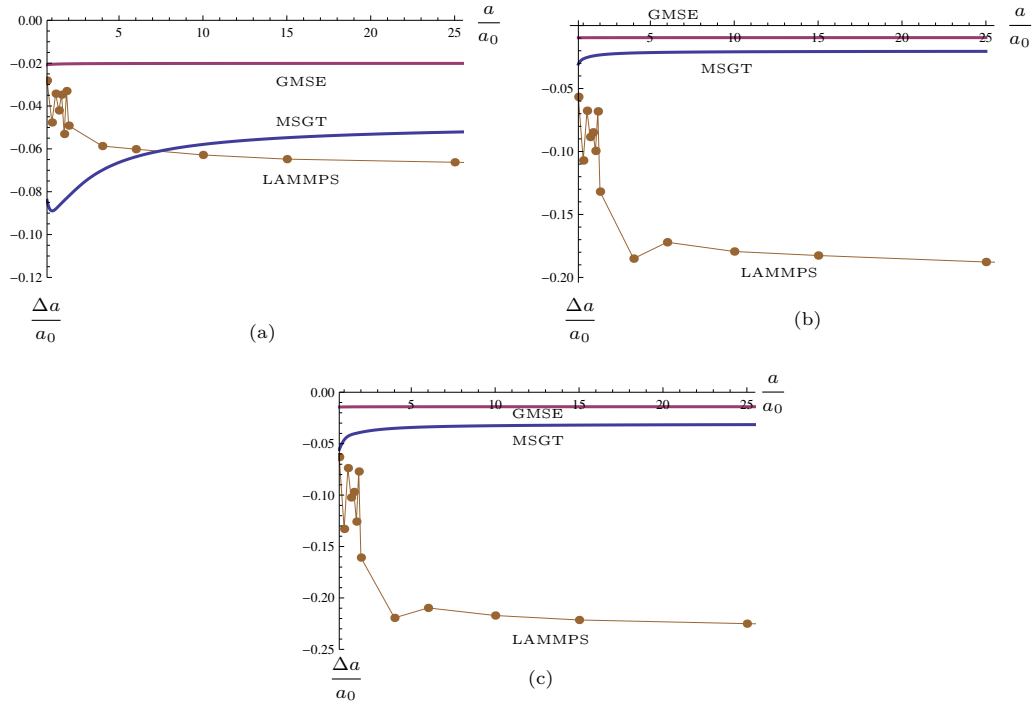 0.00
5
10
15
20
25
a
a₀
−0.02
GMSE
−0.04
MSGT
−0.06
LAMMPS
−0.08
−0.10
−0.12
Δa
a₀
(a)
GMSE
5
10
15
20
25
a
a₀
MSGT
−0.05
−0.10
−0.15
LAMMPS
−0.20
Δa
a₀
(b)
0.00
5
10
15
20
25
a
a₀
GMSE
MSGT
−0.05
−0.10
−0.15
−0.20
LAMMPS
−0.25
Δa
a₀
(c)